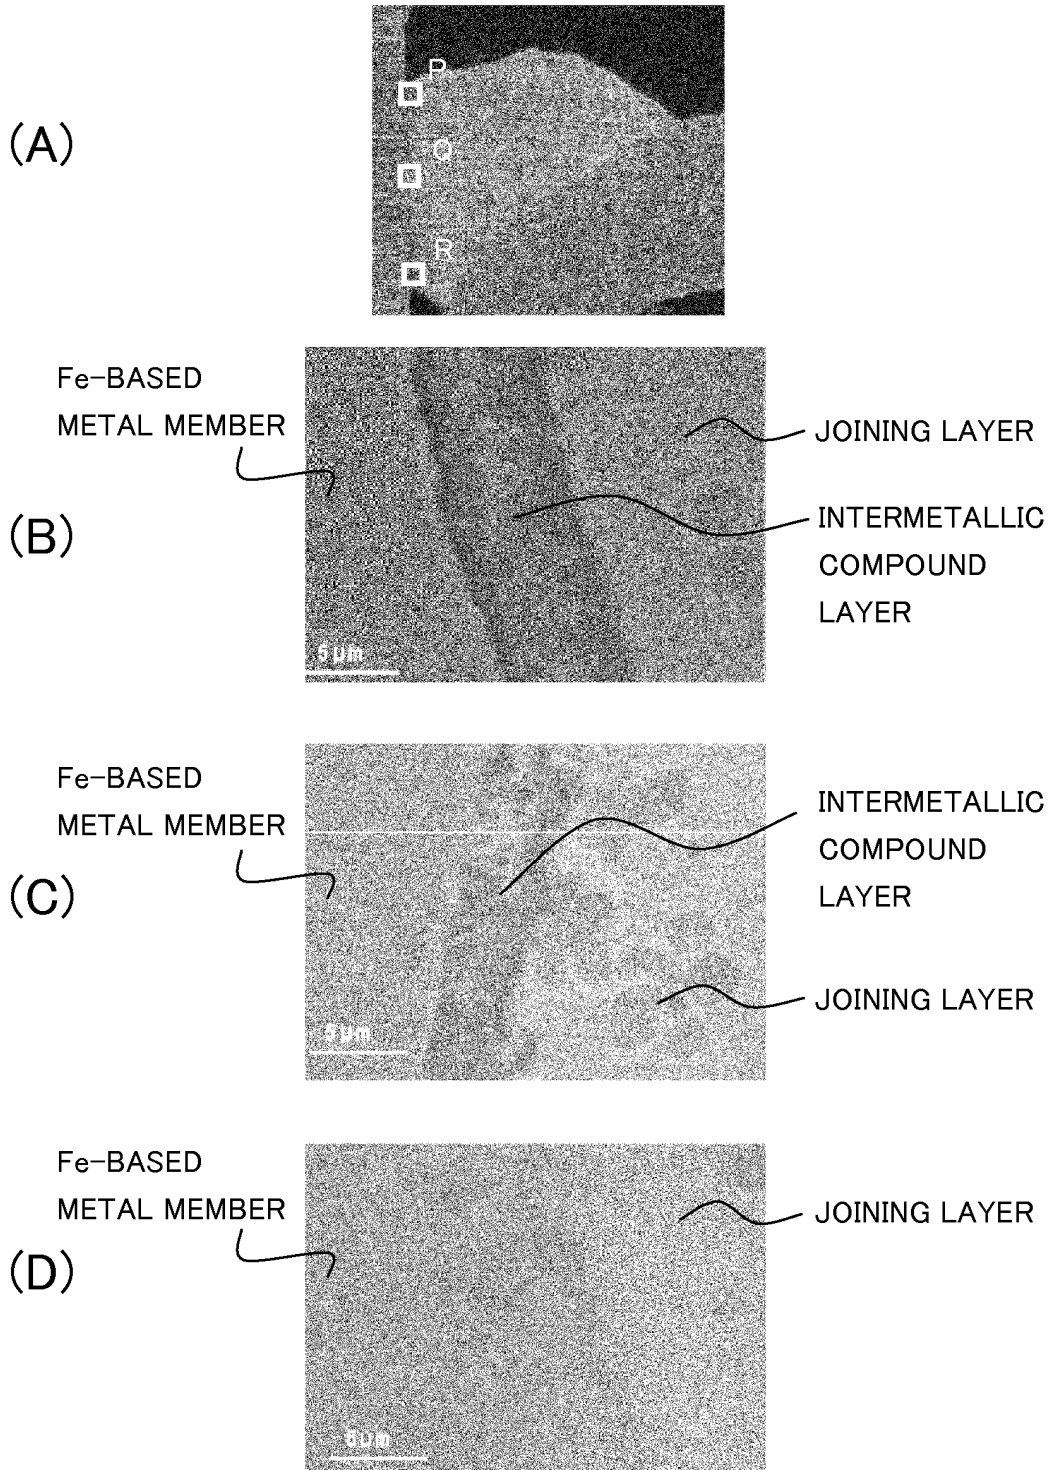 (A)
P
Q
R
(B)
Fe-BASED
METAL MEMBER
JOINING LAYER
INTERMETALLIC
COMPOUND
LAYER
5μm
(C)
Fe-BASED
METAL MEMBER
INTERMETALLIC
COMPOUND
LAYER
JOINING LAYER
5μm
(D)
Fe-BASED
METAL MEMBER
JOINING LAYER
5μm